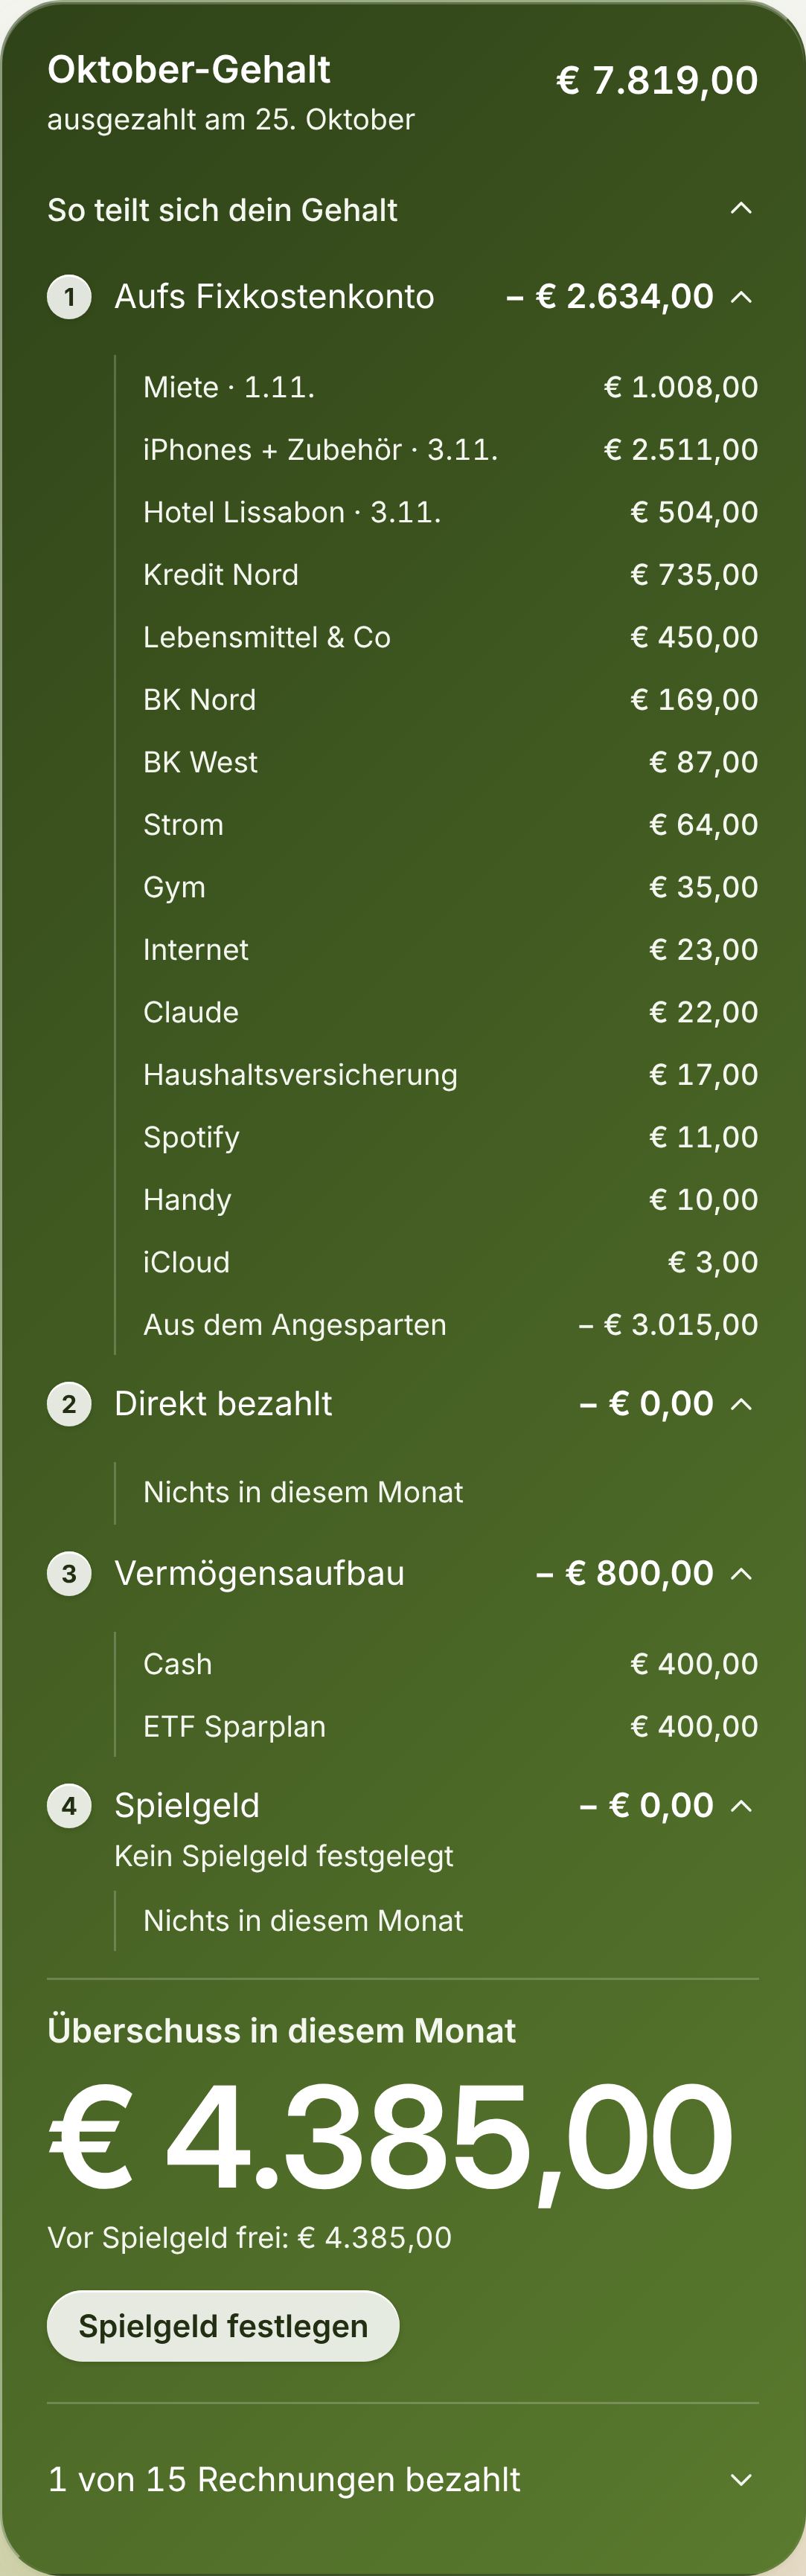 Oktober-Gehalt
€ 7.819,00
ausgezahlt am 25. Oktober
So teilt sich dein Gehalt
1 Aufs Fixkostenkonto – € 2.634,00
Miete · 1.11. € 1.008,00
iPhones + Zubehör · 3.11. € 2.511,00
Hotel Lissabon · 3.11. € 504,00
Kredit Nord € 735,00
Lebensmittel & Co € 450,00
BK Nord € 169,00
BK West € 87,00
Strom € 64,00
Gym € 35,00
Internet € 23,00
Claude € 22,00
Haushaltsversicherung € 17,00
Spotify € 11,00
Handy € 10,00
iCloud € 3,00
Aus dem Angesparten – € 3.015,00
2 Direkt bezahlt – € 0,00
Nichts in diesem Monat
3 Vermögensaufbau – € 800,00
Cash € 400,00
ETF Sparplan € 400,00
4 Spielgeld – € 0,00
Kein Spielgeld festgelegt
Nichts in diesem Monat
Überschuss in diesem Monat
€ 4.385,00
Vor Spielgeld frei: € 4.385,00
Spielgeld festlegen
1 von 15 Rechnungen bezahlt